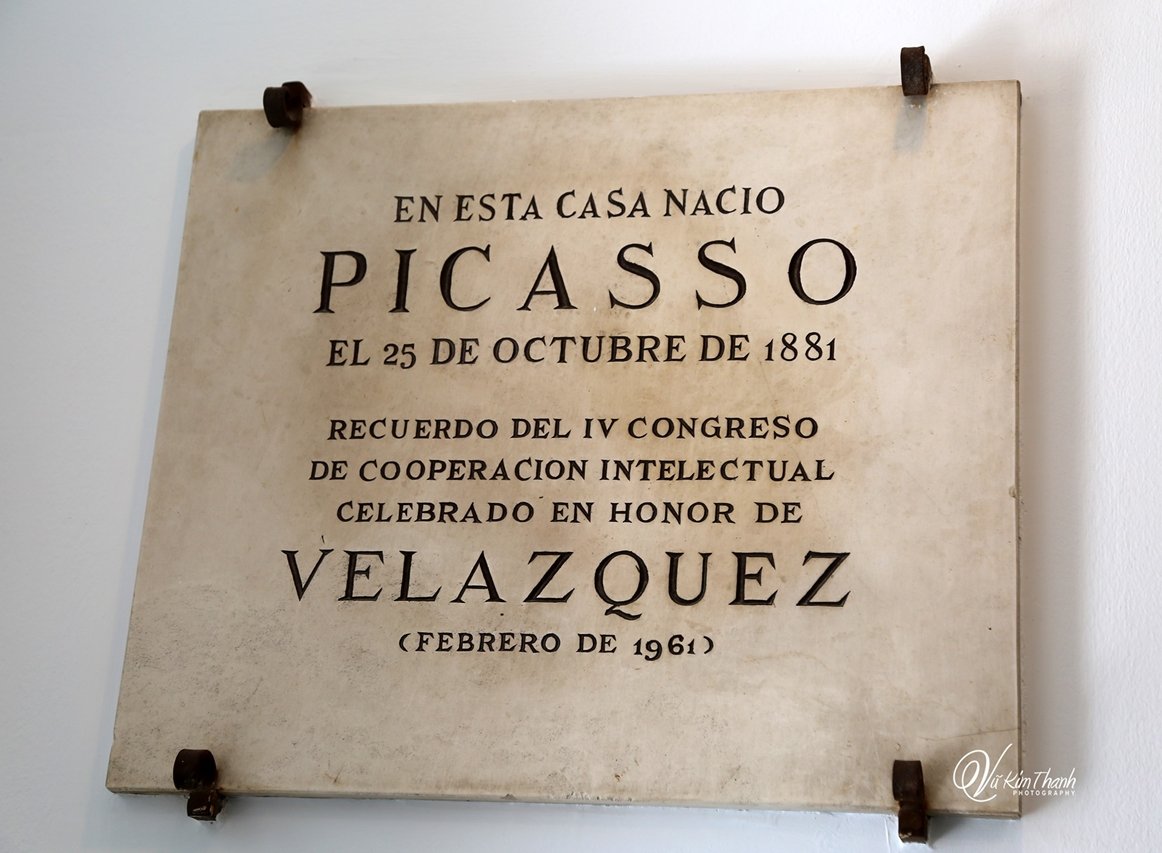 EN ESTA CASA NACIO
PICASSO
EL 25 DE OCTUBRE DE 1881
RECUERDO DEL IV CONGRESO
DE COOPERACION INTELECTUAL
CELEBRADO EN HONOR DE
VELAZQUEZ
(FEBRERO DE 1961)
Vũ Kim Thanh
PHOTOGRAPHY